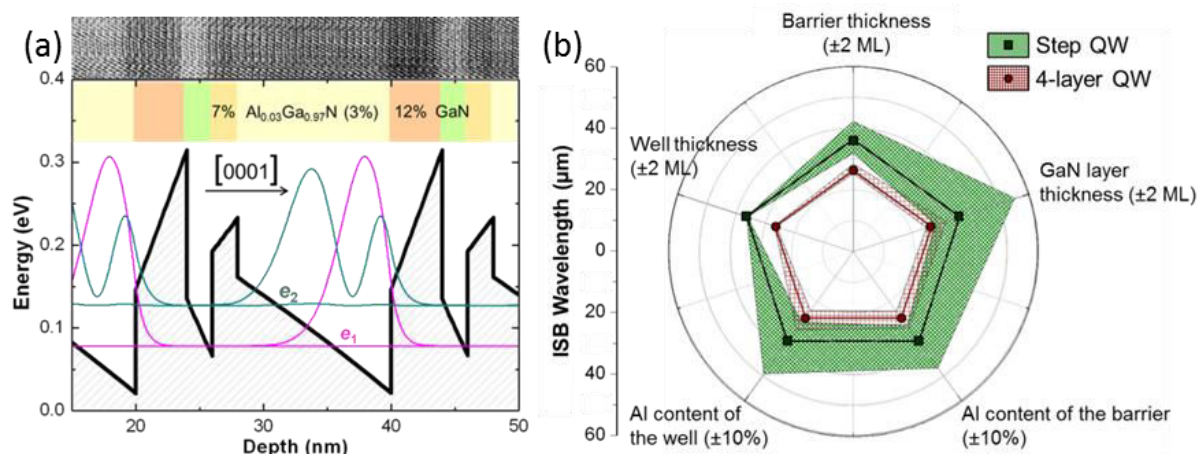 (a)
0.4
0.3
0.2
0.1
0.0
Energy (eV)
7% Al0.03Ga0.97N (3%) 12% GaN
[0001]
e2
e1
20 30 40 50
Depth (nm)
(b)
Barrier thickness
(±2 ML)
Step QW
4-layer QW
60
40
20
0
20
40
60
ISB Wavelength (µm)
Well thickness
(±2 ML)
GaN layer
thickness (±2 ML)
Al content of
the well (±10%)
Al content of the barrier
(±10%)